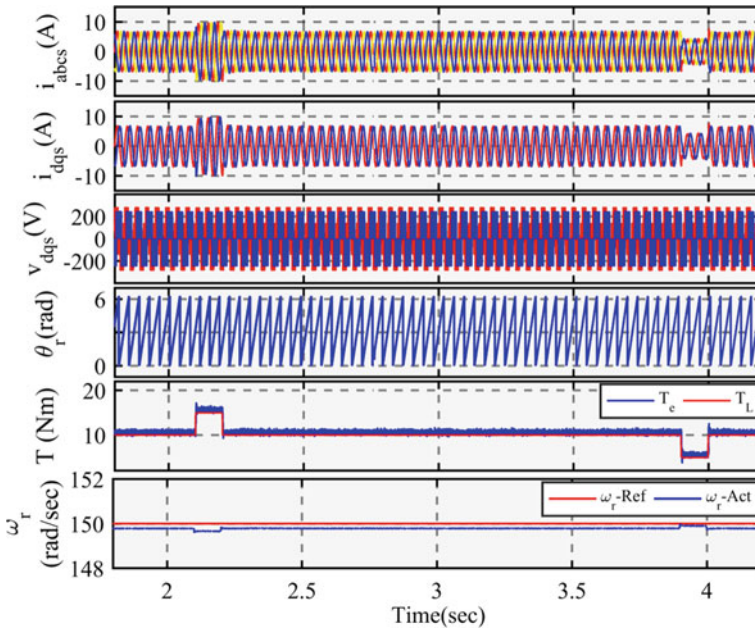 i_abcs (A)
10
0
-10
i_dqs (A)
10
0
-10
v_dqs (V)
200
0
-200
θ_r (rad)
6
0
T (Nm)
20
10
T_e T_L
ω_r (rad/sec)
152
150
148
ω_r-Ref ω_r-Act
2 2.5 3 3.5 4
Time(sec)